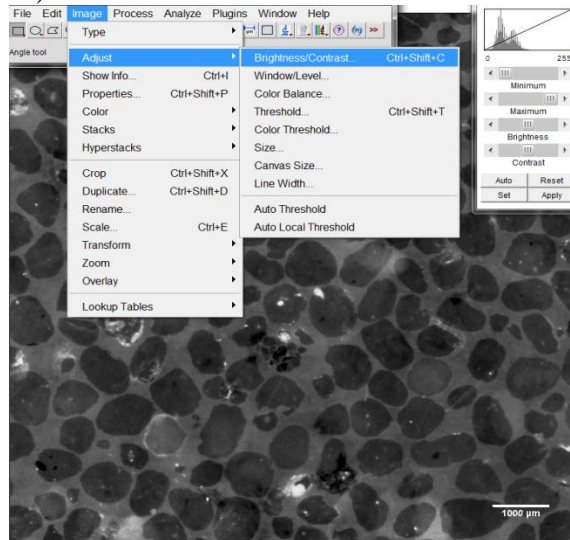 File Edit Image Process Analyze Plugins Window Help
Angle tool
Type
Adjust
Show Info... Ctrl+I
Properties... Ctrl+Shift+P
Color
Stacks
Hyperstacks
Crop Ctrl+Shift+X
Duplicate... Ctrl+Shift+D
Rename...
Scale... Ctrl+E
Transform
Zoom
Overlay
Lookup Tables
Brightness/Contrast... Ctrl+Shift+C
Window/Level...
Color Balance...
Threshold... Ctrl+Shift+T
Color Threshold...
Size...
Canvas Size...
Line Width...
Auto Threshold
Auto Local Threshold
0 255
Minimum
Maximum
Brightness
Contrast
Auto Reset
Set Apply
1000 µm